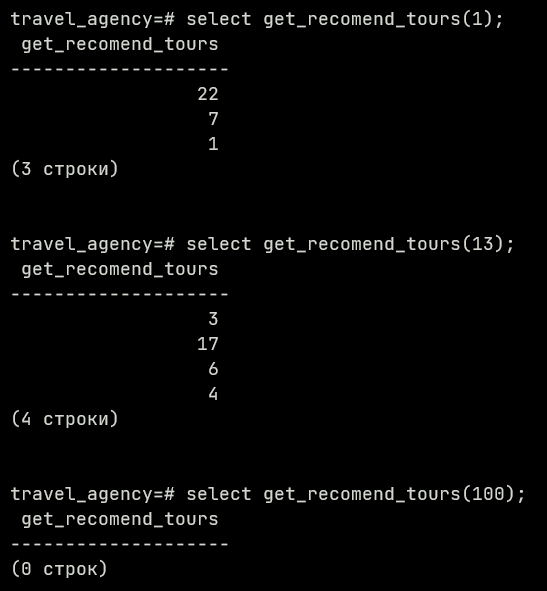 travel_agency=# select get_recomend_tours(1);
get_recomend_tours
--------------------
22
7
1
(3 строки)
travel_agency=# select get_recomend_tours(13);
get_recomend_tours
--------------------
3
17
6
4
(4 строки)
travel_agency=# select get_recomend_tours(100);
get_recomend_tours
--------------------
(0 строк)